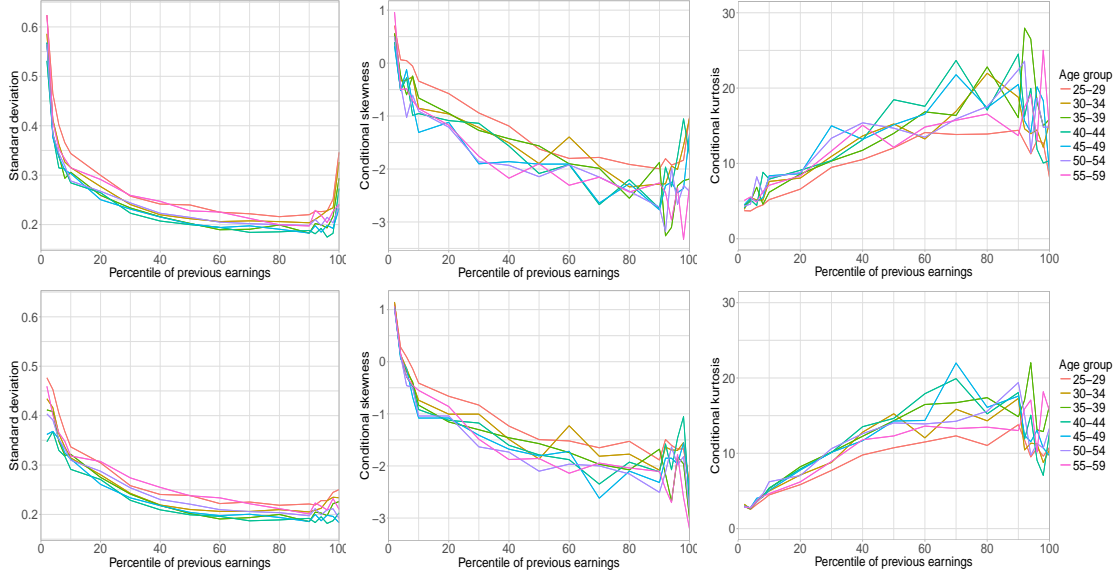 Standard deviation
0.6
0.5
0.4
0.3
0.2
0 20 40 60 80 100
Percentile of previous earnings
Conditional skewness
1
0
−1
−2
−3
0 20 40 60 80 100
Percentile of previous earnings
Conditional kurtosis
30
20
10
0
0 20 40 60 80 100
Percentile of previous earnings
Age group
25−29
30−34
35−39
40−44
45−49
50−54
55−59
Standard deviation
0.6
0.5
0.4
0.3
0.2
0 20 40 60 80 100
Percentile of previous earnings
Conditional skewness
1
0
−1
−2
−3
0 20 40 60 80 100
Percentile of previous earnings
Conditional kurtosis
30
20
10
0
0 20 40 60 80 100
Percentile of previous earnings
Age group
25−29
30−34
35−39
40−44
45−49
50−54
55−59